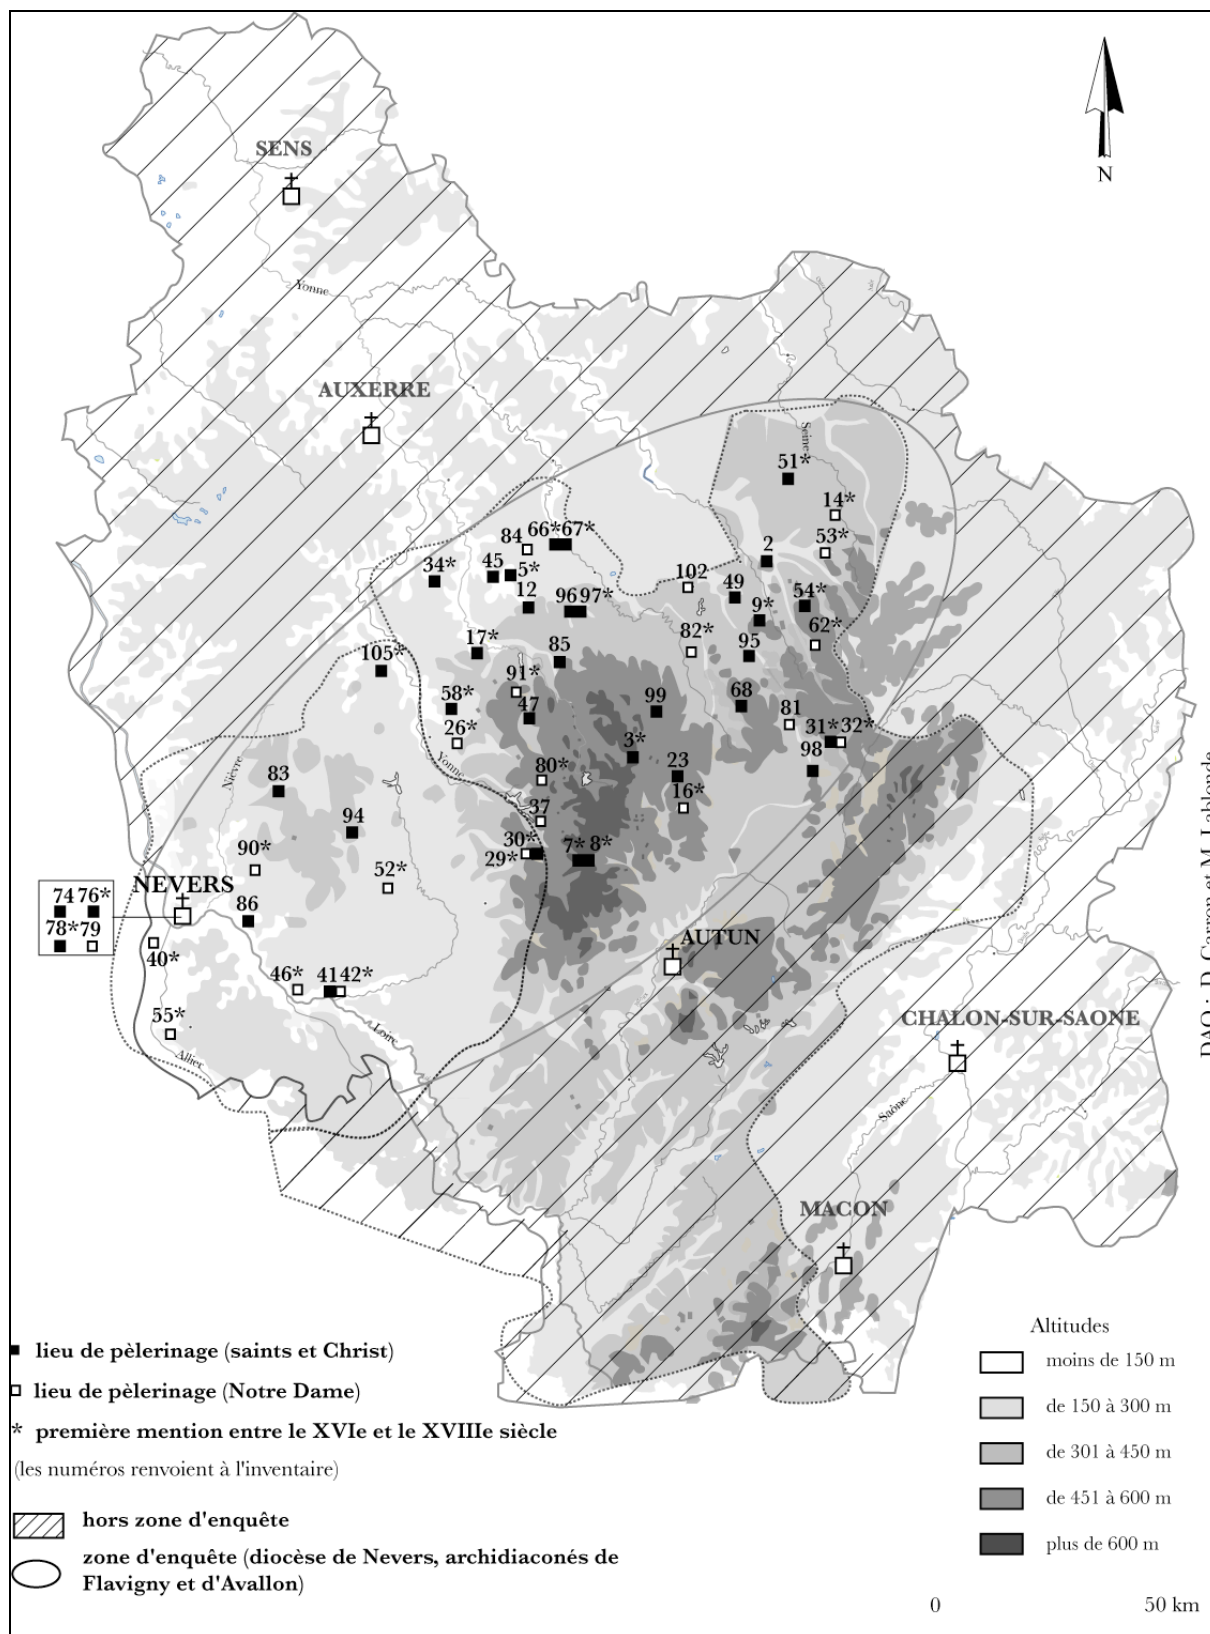 SENS
N
Yonne
AUXERRE
Seine
51*
14*
84
66*67*
53*
2
34*
45
5*
102
49
12
96 97*
54*
9*
82*
62*
17*
85
95
105*
91*
58*
47
99
68
81
26*
31*
32*
3*
98
Yonne
Nièvre
23
80*
83
16*
37
94
30*
7* 8*
29*
90*
52*
NEVERS
74 76*
78* 79
86
40*
AUTUN
46*
41 42*
55*
Loire
Allier
CHALON-SUR-SAONE
Saône
MACON
DAO : D. Carron et M. Lablonde
lieu de pèlerinage (saints et Christ)
lieu de pèlerinage (Notre Dame)
* première mention entre le XVIe et le XVIIIe siècle
(les numéros renvoient à l'inventaire)
hors zone d'enquête
zone d'enquête (diocèse de Nevers, archidiaconés de
Flavigny et d'Avallon)
Altitudes
moins de 150 m
de 150 à 300 m
de 301 à 450 m
de 451 à 600 m
plus de 600 m
0 50 km